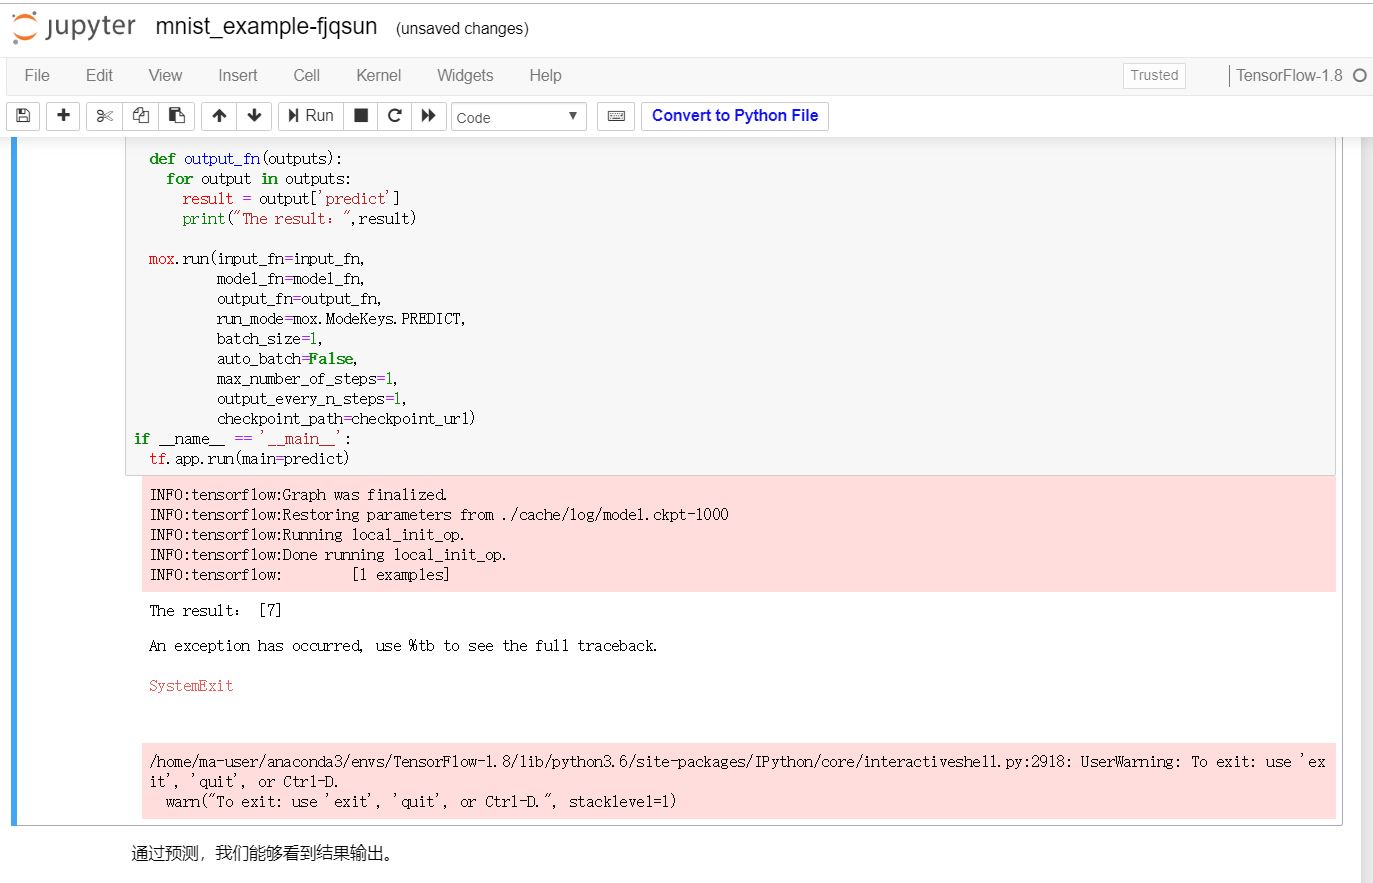 jupyter mnist_example-fjqsun (unsaved changes)
File Edit View Insert Cell Kernel Widgets Help Trusted TensorFlow-1.8
Run Code Convert to Python File
def output_fn(outputs):
for output in outputs:
result = output['predict']
print("The result：",result)
mox.run(input_fn=input_fn,
model_fn=model_fn,
output_fn=output_fn,
run_mode=mox.ModeKeys.PREDICT,
batch_size=1,
auto_batch=False,
max_number_of_steps=1,
output_every_n_steps=1,
checkpoint_path=checkpoint_url)
if __name__ == '__main__':
tf.app.run(main=predict)
INFO:tensorflow:Graph was finalized.
INFO:tensorflow:Restoring parameters from ./cache/log/model.ckpt-1000
INFO:tensorflow:Running local_init_op.
INFO:tensorflow:Done running local_init_op.
INFO:tensorflow: [1 examples]
The result： [7]
An exception has occurred, use %tb to see the full traceback.
SystemExit
/home/ma-user/anaconda3/envs/TensorFlow-1.8/lib/python3.6/site-packages/IPython/core/interactiveshell.py:2918: UserWarning: To exit: use 'ex
it', 'quit', or Ctrl-D.
warn("To exit: use 'exit', 'quit', or Ctrl-D.", stacklevel=1)
通过预测，我们能够看到结果输出。